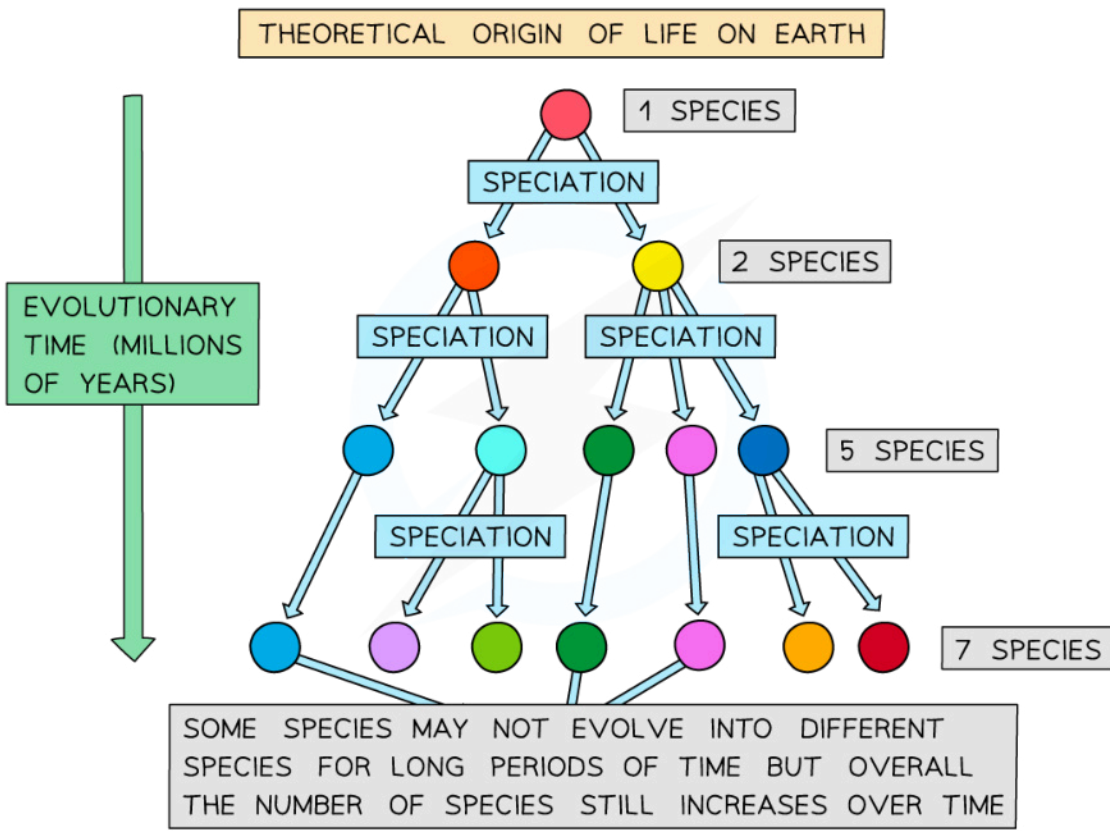 THEORETICAL ORIGIN OF LIFE ON EARTH
1 SPECIES
SPECIATION
2 SPECIES
EVOLUTIONARY
TIME (MILLIONS
OF YEARS)
SPECIATION
SPECIATION
5 SPECIES
SPECIATION
SPECIATION
7 SPECIES
SOME SPECIES MAY NOT EVOLVE INTO DIFFERENT
SPECIES FOR LONG PERIODS OF TIME BUT OVERALL
THE NUMBER OF SPECIES STILL INCREASES OVER TIME